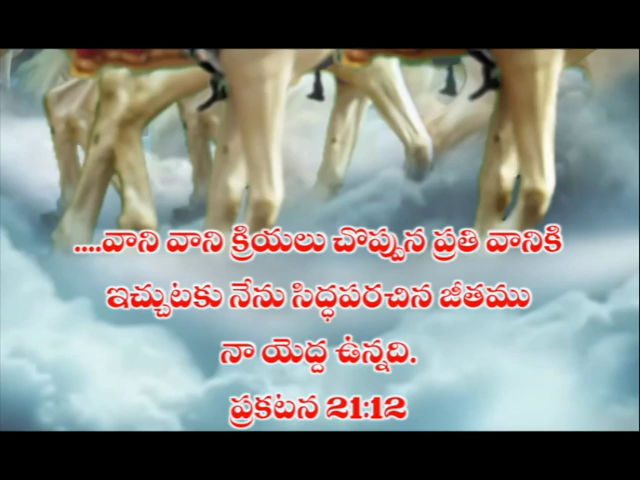 ....వాని వాని క్రియలు చొప్పున ప్రతి వానికి
ఇచ్చుటకు నేను సిద్ధపరచిన జీతము
నా యెద్ద ఉన్నది.
ప్రకటన 21:12